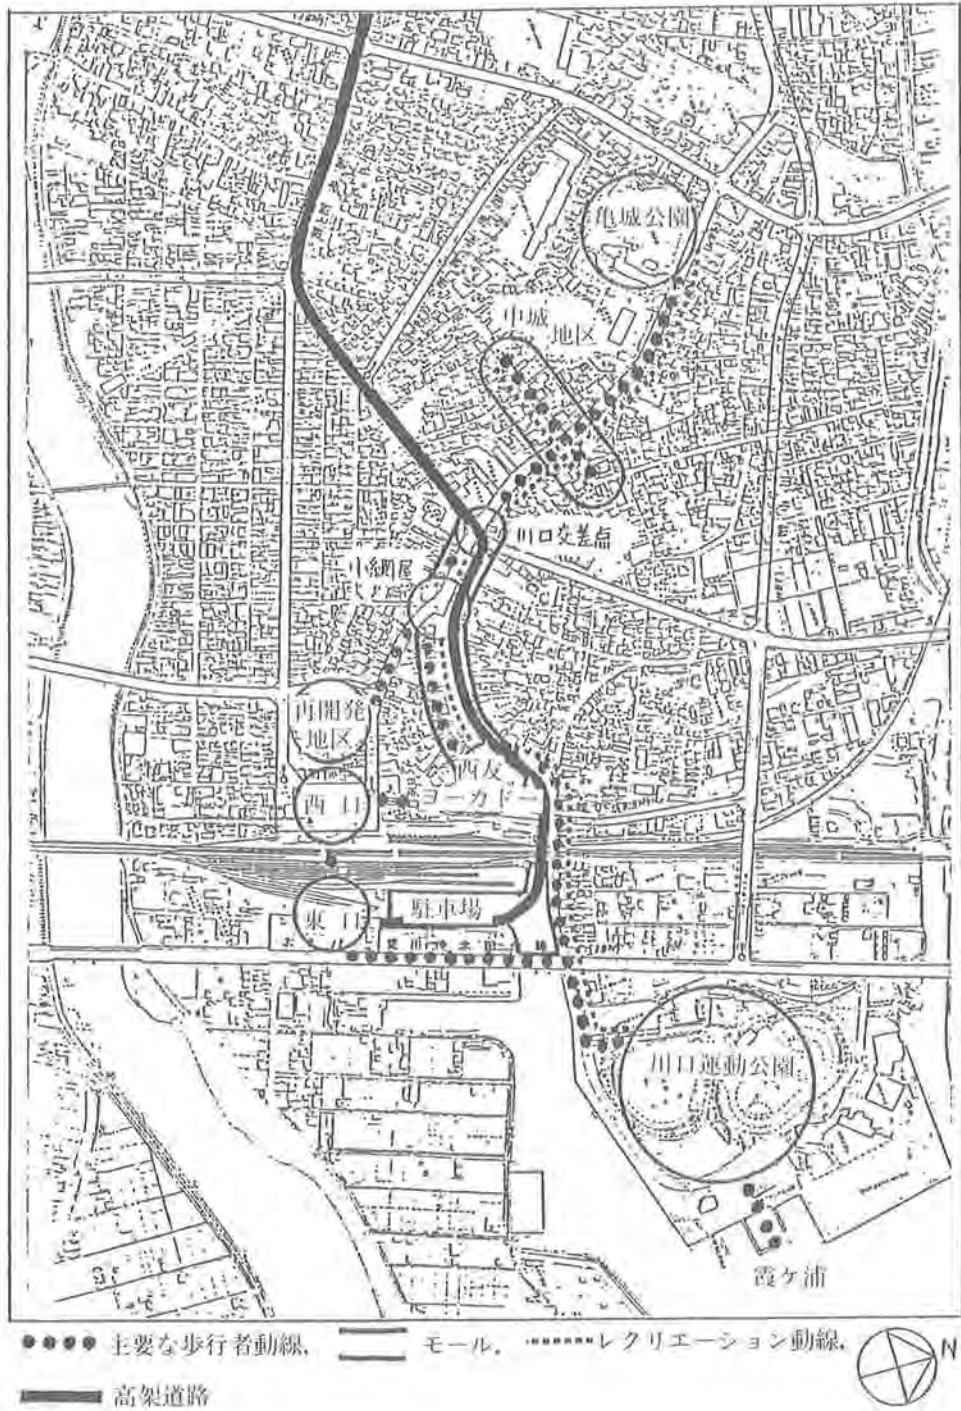 亀城公園
中城
地区
川口交差点
小網屋
再開発
地区
西友
西口
ヨーカドー
東口
駐車場
川口運動公園
霞ヶ浦
主要な歩行者動線,
モール,
レクリエーション動線,
N
高架道路